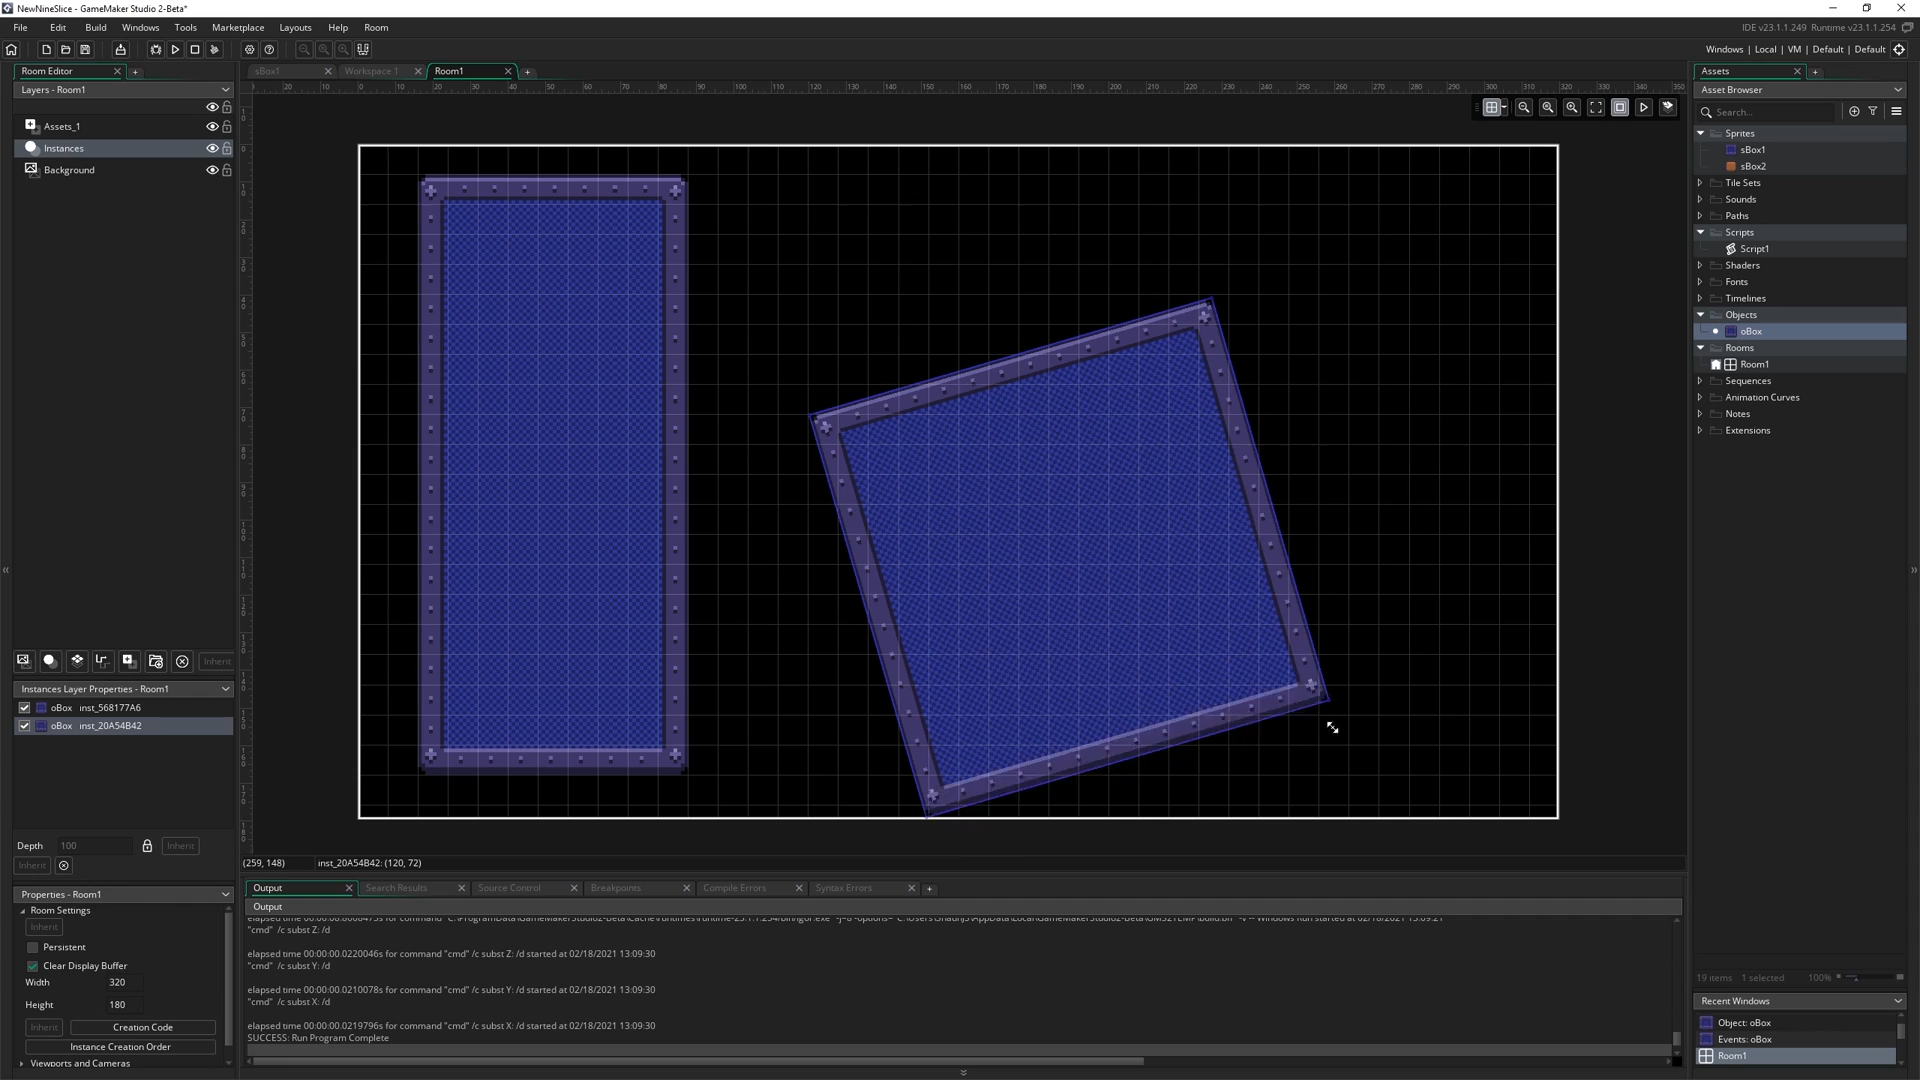 NewNineSlice - GameMaker Studio 2-Beta*
File Edit Build Windows Tools Marketplace Layouts Help Room
IDE v23.1.1.249 Runtime v23.1.1.254
Windows | Local | VM | Default | Default
Room Editor
sBox1 Workspace 1 Room1
Assets
Layers - Room1
Asset Browser
Search...
Assets_1
Instances
Background
Sprites
sBox1
sBox2
Tile Sets
Sounds
Paths
Scripts
Script1
Shaders
Fonts
Timelines
Objects
oBox
Rooms
Room1
Sequences
Animation Curves
Notes
Extensions
Inherit
Instances Layer Properties - Room1
oBox inst_568177A6
oBox inst_20A54B42
Depth 100 Inherit
Inherit
(259, 148) inst_20A54B42: (120, 72)
Properties - Room1
Room Settings
Inherit
Persistent
Clear Display Buffer
Width 320
Height 180
Inherit Creation Code
Instance Creation Order
Viewports and Cameras
Output Search Results Source Control Breakpoints Compile Errors Syntax Errors
Output
"cmd" /c subst Z: /d
elapsed time 00:00:00.0220046s for command "cmd" /c subst Z: /d started at 02/18/2021 13:09:30
"cmd" /c subst Y: /d
elapsed time 00:00:00.0210078s for command "cmd" /c subst Y: /d started at 02/18/2021 13:09:30
"cmd" /c subst X: /d
elapsed time 00:00:00.0219796s for command "cmd" /c subst X: /d started at 02/18/2021 13:09:30
SUCCESS: Run Program Complete
19 items 1 selected 100%
Recent Windows
Object: oBox
Events: oBox
Room1